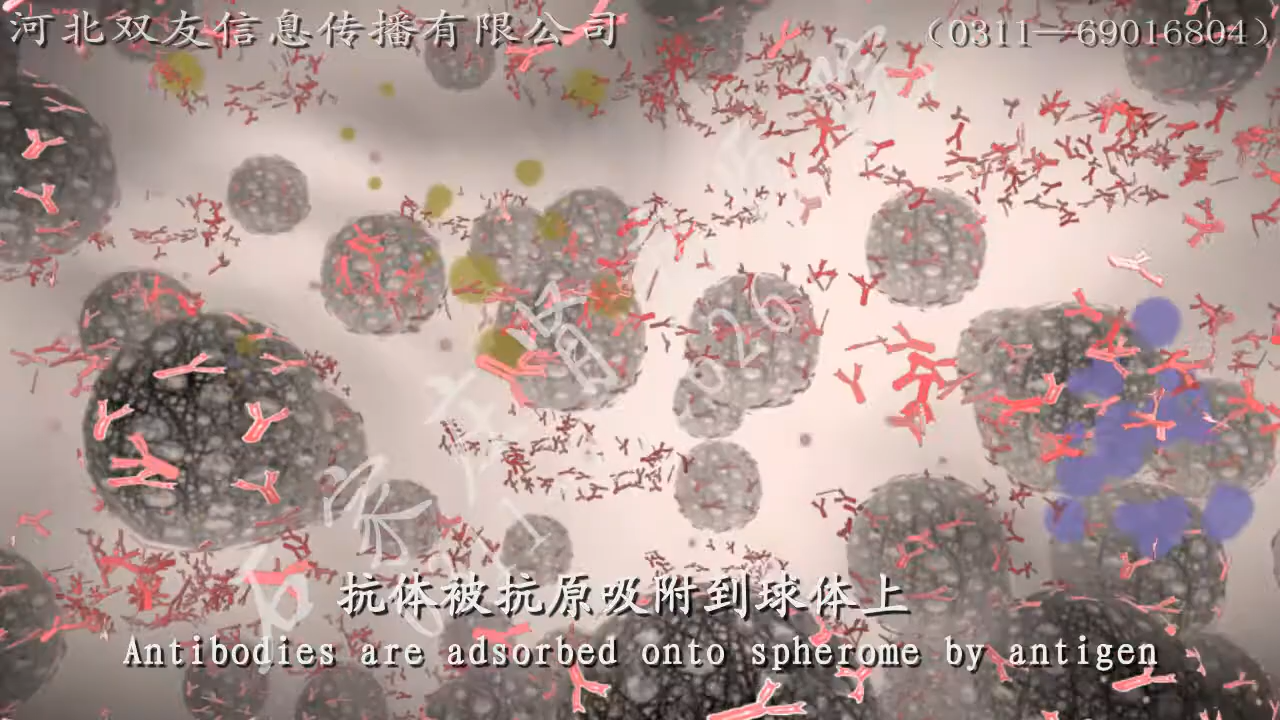 河北双友信息传播有限公司
（0311—69016804）
抗体被抗原吸附到球体上
Antibodies are adsorbed onto spherome by antigen